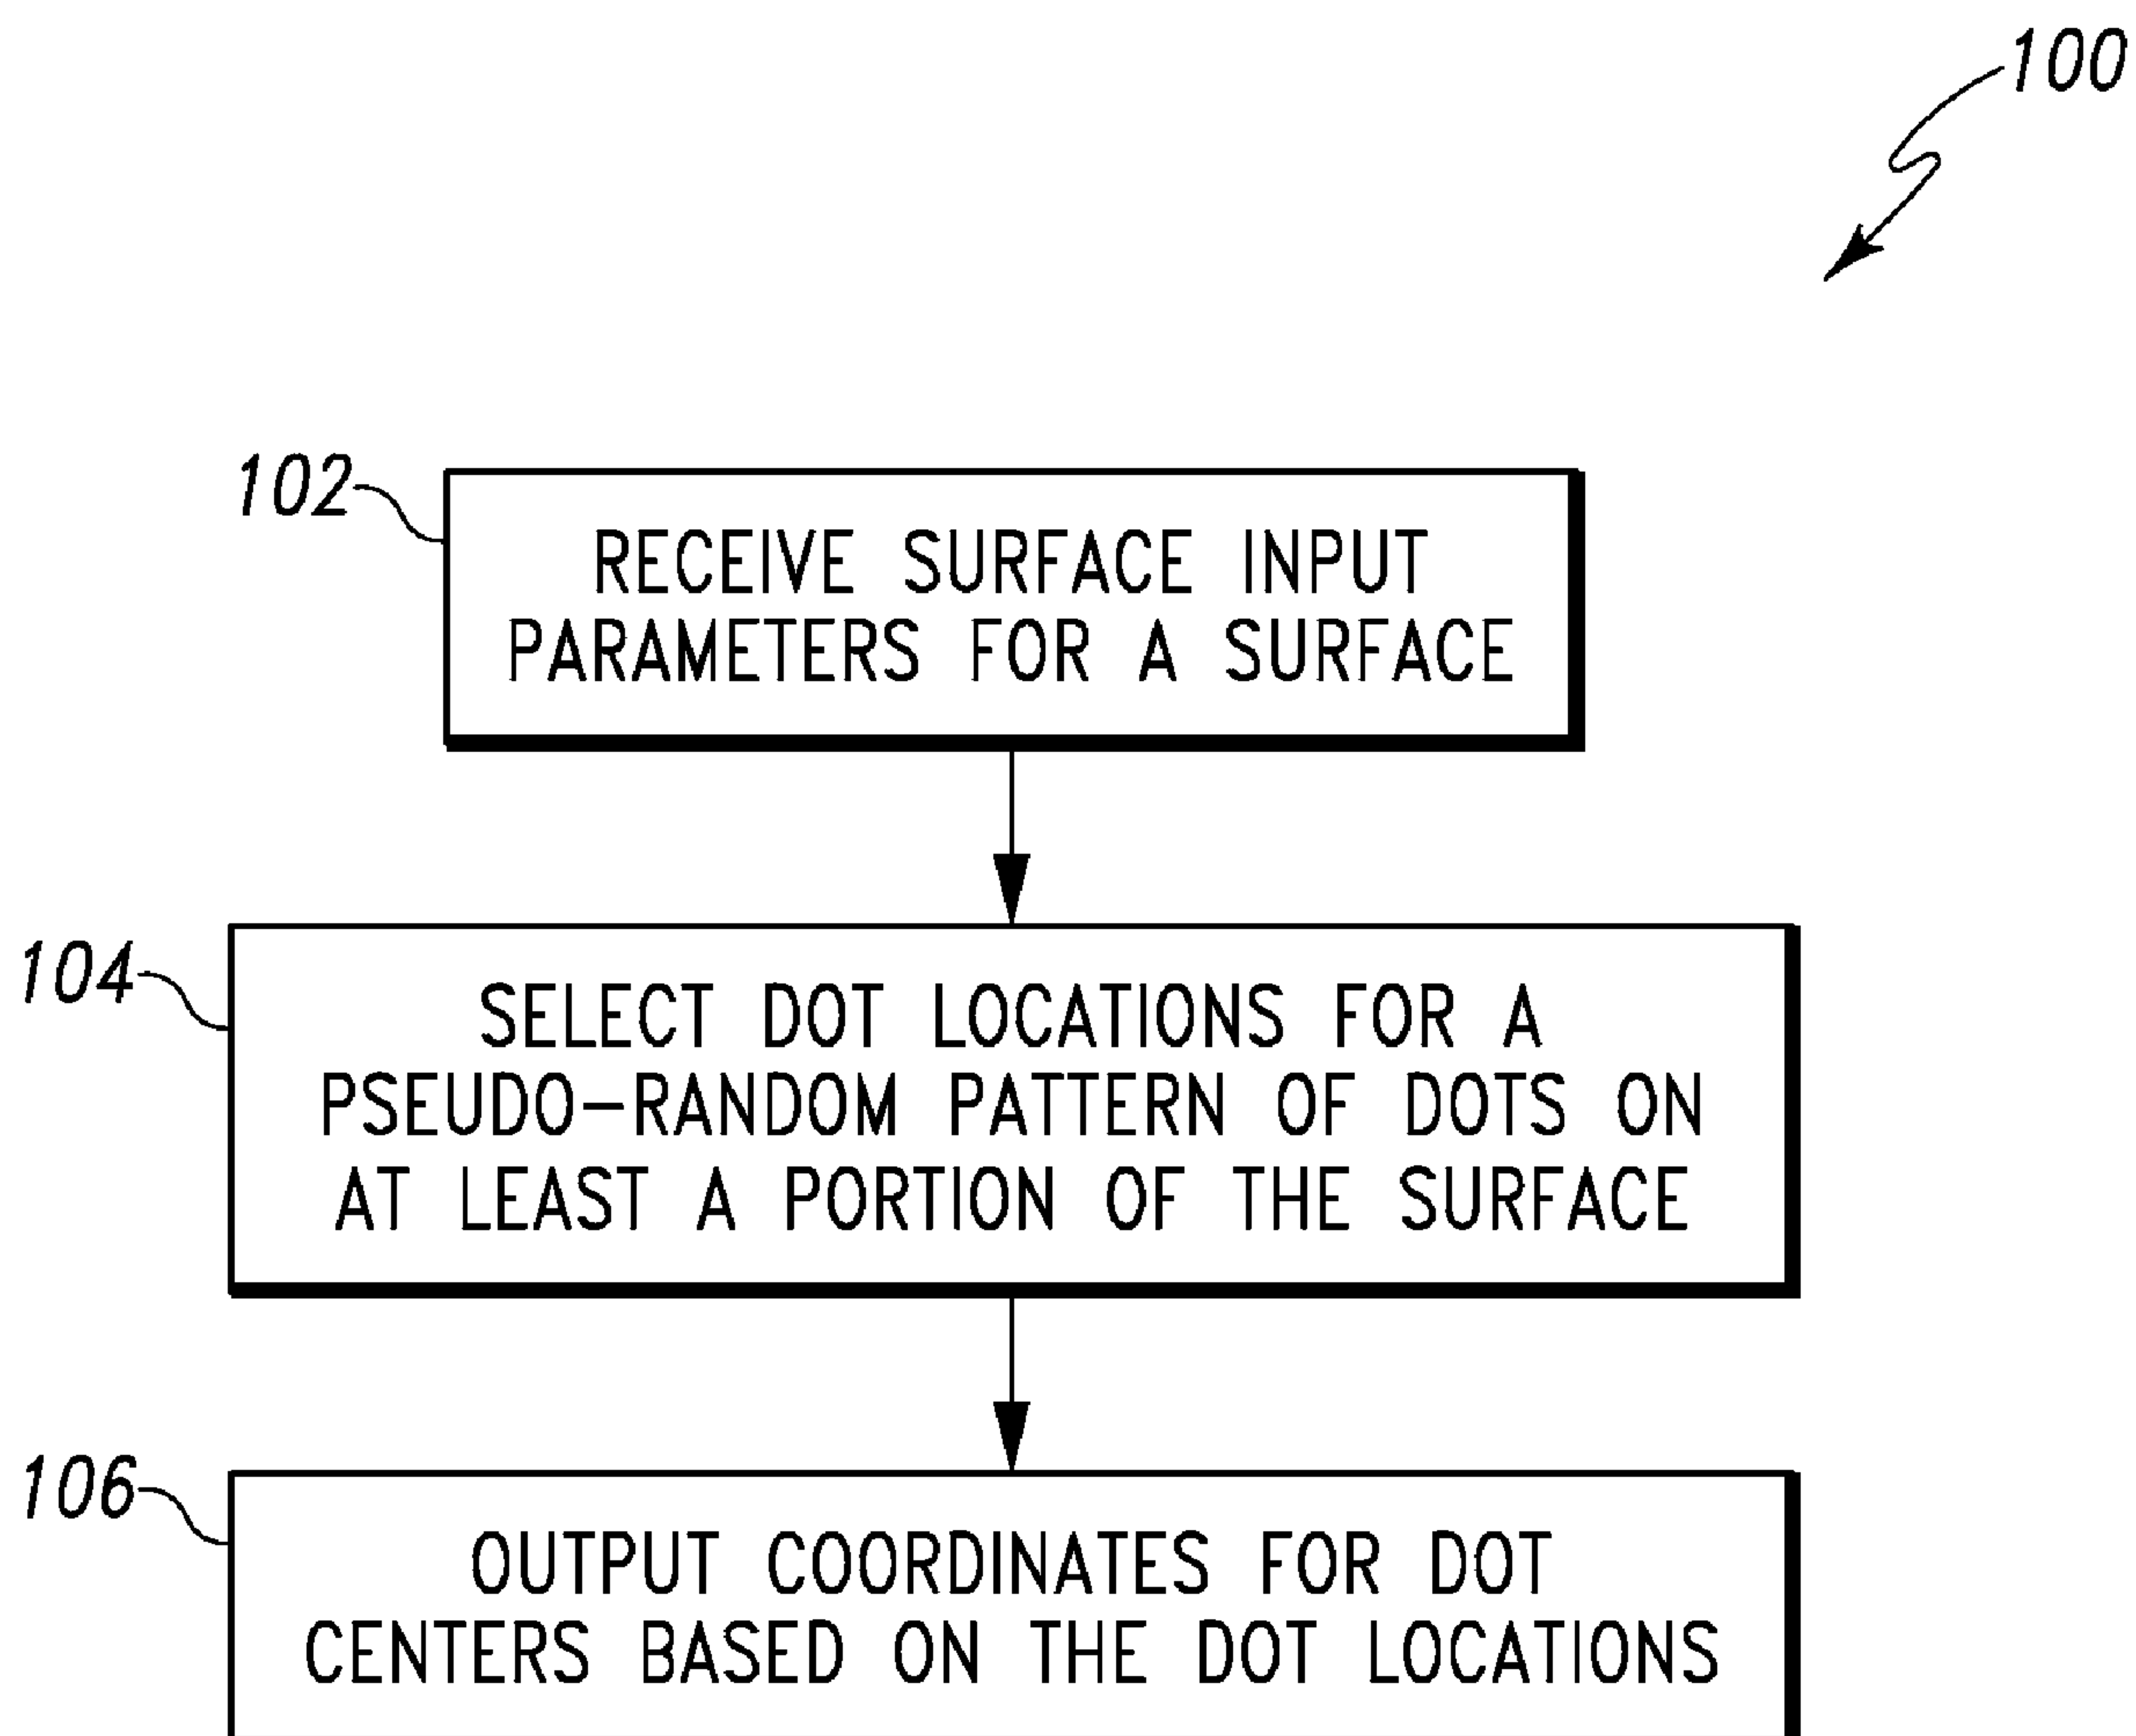 100
102
RECEIVE SURFACE INPUT
PARAMETERS FOR A SURFACE
104
SELECT DOT LOCATIONS FOR A
PSEUDO-RANDOM PATTERN OF DOTS ON
AT LEAST A PORTION OF THE SURFACE
106
OUTPUT COORDINATES FOR DOT
CENTERS BASED ON THE DOT LOCATIONS